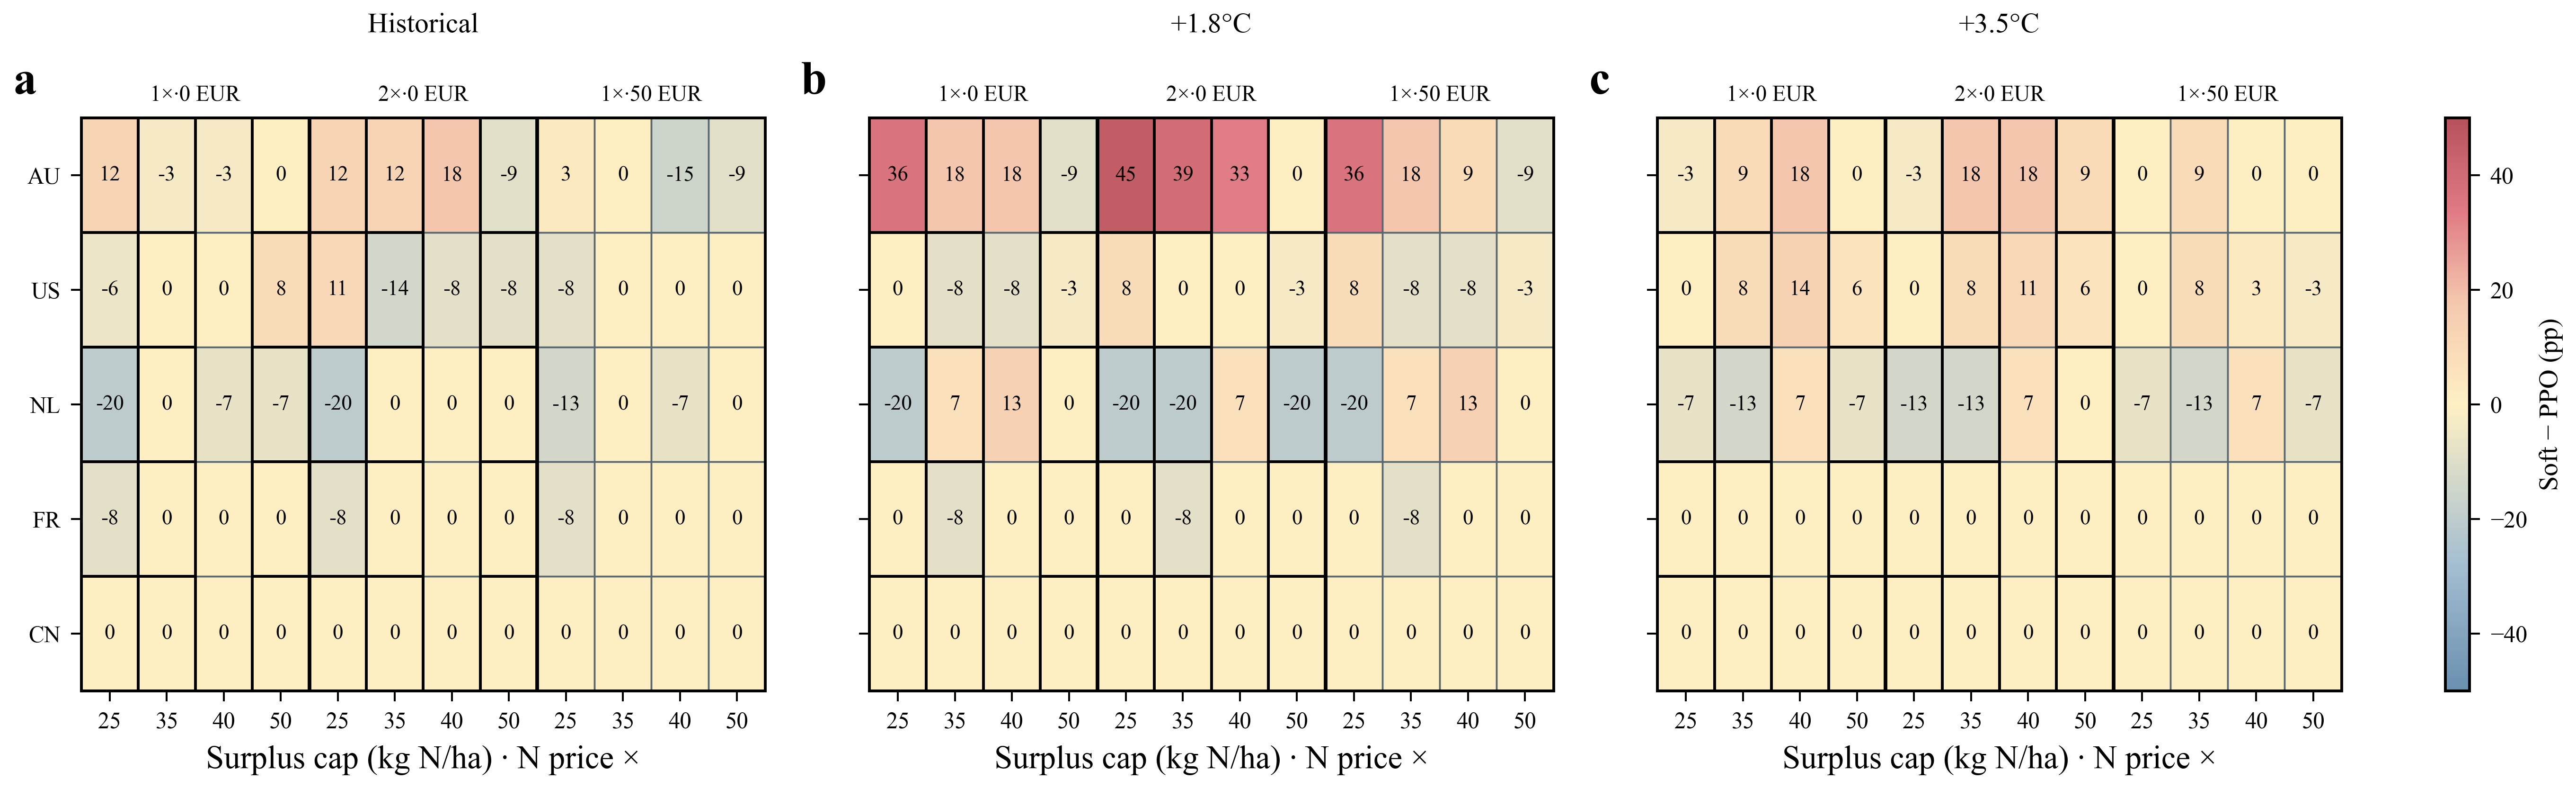 Historical +1.8°C +3.5°C
a b c
1×·0 EUR 2×·0 EUR 1×·50 EUR 1×·0 EUR 2×·0 EUR 1×·50 EUR 1×·0 EUR 2×·0 EUR 1×·50 EUR
AU 12 -3 -3 0 12 12 18 -9 3 0 -15 -9 36 18 18 -9 45 39 33 0 36 18 9 -9 -3 9 18 0 -3 18 18 9 0 9 0 0
US -6 0 0 8 11 -14 -8 -8 -8 0 0 0 0 -8 -8 -3 8 0 0 -3 8 -8 -8 -3 0 8 14 6 0 8 11 6 0 8 3 -3
NL -20 0 -7 -7 -20 0 0 0 -13 0 -7 0 -20 7 13 0 -20 -20 7 -20 -20 7 13 0 -7 -13 7 -7 -13 -13 7 0 -7 -13 7 -7
FR -8 0 0 0 -8 0 0 0 -8 0 0 0 0 -8 0 0 0 -8 0 0 0 -8 0 0 0 0 0 0 0 0 0 0 0 0 0 0
CN 0 0 0 0 0 0 0 0 0 0 0 0 0 0 0 0 0 0 0 0 0 0 0 0 0 0 0 0 0 0 0 0 0 0 0 0
25 35 40 50 25 35 40 50 25 35 40 50 25 35 40 50 25 35 40 50 25 35 40 50 25 35 40 50 25 35 40 50 25 35 40 50
Surplus cap (kg N/ha) · N price × Surplus cap (kg N/ha) · N price × Surplus cap (kg N/ha) · N price ×
40
20
0
−20
−40
Soft − PPO (pp)